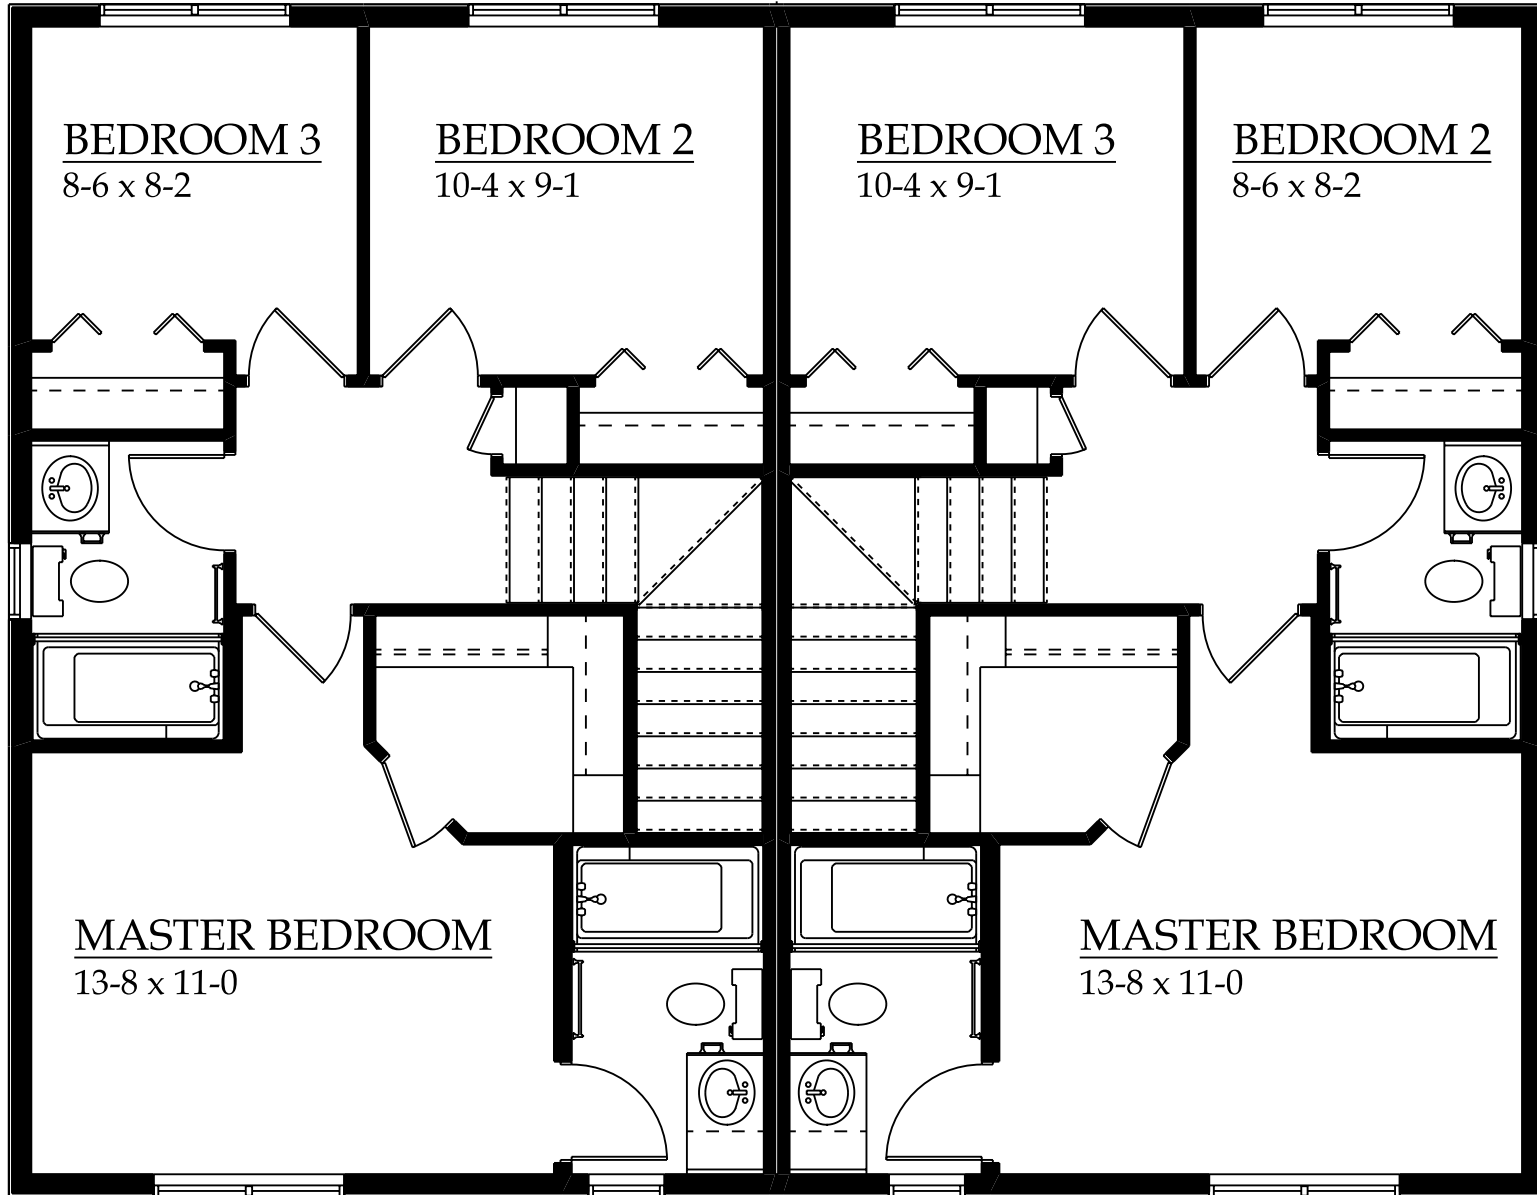 BEDROOM 3
8-6 x 8-2
BEDROOM 2
10-4 x 9-1
BEDROOM 3
10-4 x 9-1
BEDROOM 2
8-6 x 8-2
MASTER BEDROOM
13-8 x 11-0
MASTER BEDROOM
13-8 x 11-0